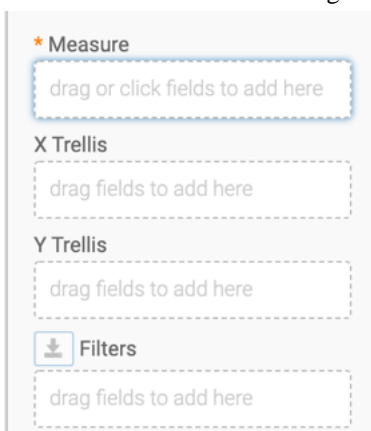 * Measure
drag or click fields to add here
X Trellis
drag fields to add here
Y Trellis
drag fields to add here
Filters
drag fields to add here